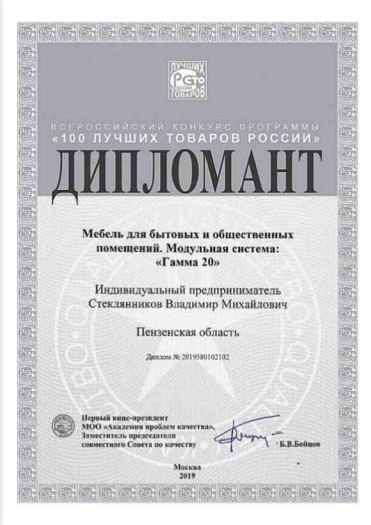 ЛУЧШИХ
ТОВАРОВ
ВСЕРОССИЙСКИЙ КОНКУРС ПРОГРАММЫ
«100 ЛУЧШИХ ТОВАРОВ РОССИИ»
ДИПЛОМАНТ
Мебель для бытовых и общественных
помещений. Модульная система:
«Гамма 20»
Индивидуальный предприниматель
Стеклянников Владимир Михайлович
Пензенская область
Диплом № 2019580102102
Первый вице-президент
МОО «Академия проблем качества»,
Заместитель председателя
совместного Совета по качеству
Б.В.Бойцов
Москва
2019